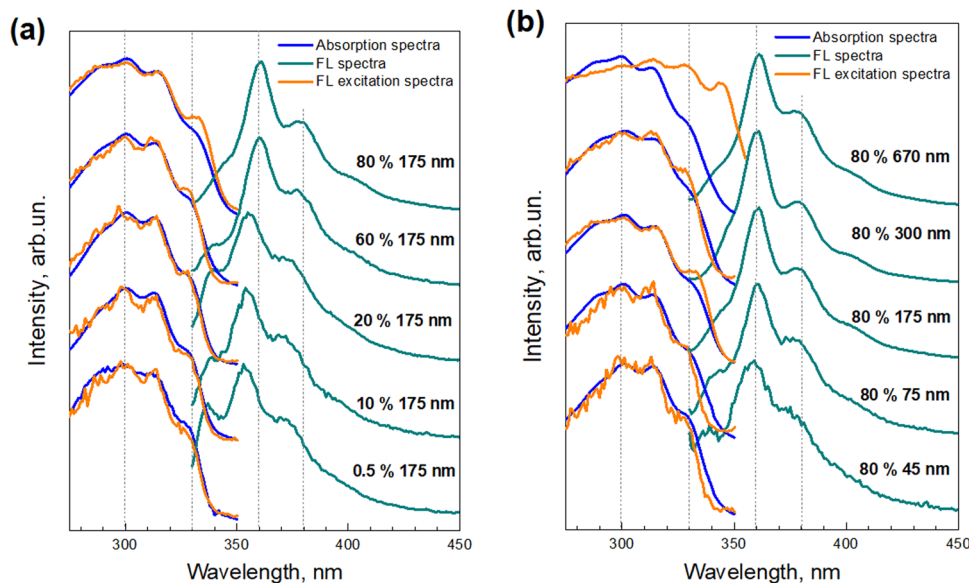 (a)
Absorption spectra
FL spectra
FL excitation spectra
80 % 175 nm
60 % 175 nm
20 % 175 nm
10 % 175 nm
0.5 % 175 nm
Intensity, arb.un.
300 350 400 450
Wavelength, nm
(b)
Absorption spectra
FL spectra
FL excitation spectra
80 % 670 nm
80 % 300 nm
80 % 175 nm
80 % 75 nm
80 % 45 nm
Intensity, arb.un.
300 350 400 450
Wavelength, nm